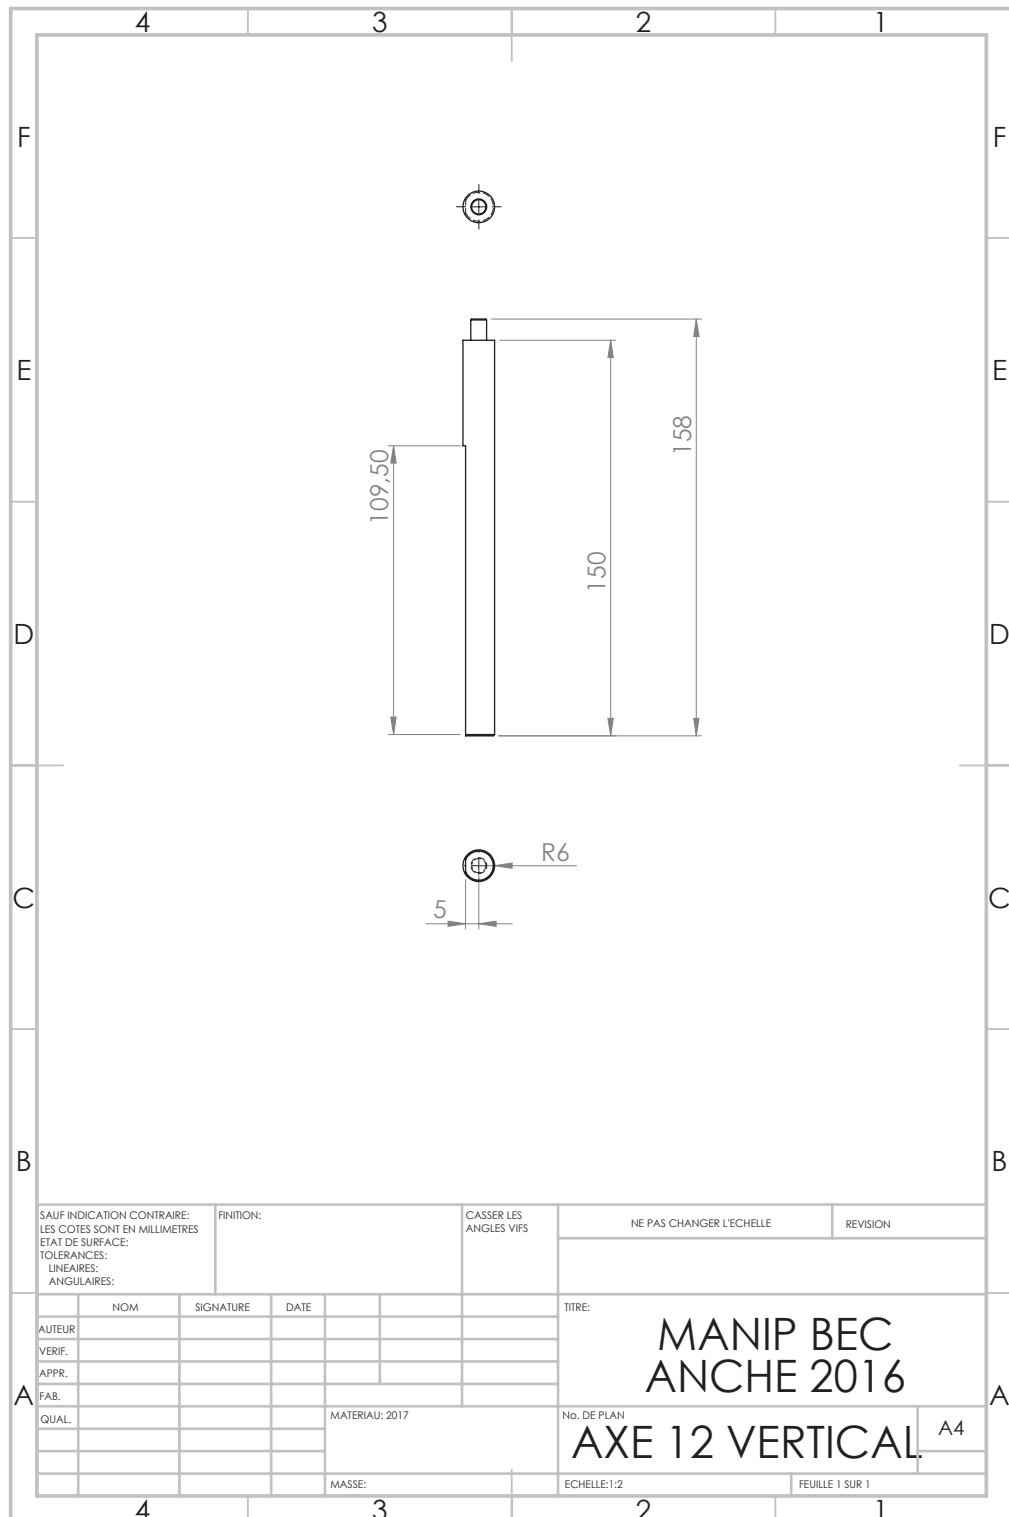 4 3 2 1
F F
E E
158
109,50
150
D D
R6
5
C C
B B
SAUF INDICATION CONTRAIRE:
LES COTES SONT EN MILLIMETRES
ETAT DE SURFACE:
TOLERANCES:
LINEAIRES:
ANGULAIRES:
FINITION:
CASSER LES
ANGLES VIFS
NE PAS CHANGER L'ECHELLE
REVISION
NOM SIGNATURE DATE
AUTEUR
VERIF.
APPR.
FAB.
QUAL.
TITRE:
MANIP BEC
ANCHE 2016
A A
MATERIAU: 2017
No. DE PLAN
AXE 12 VERTICAL
A4
MASSE:
ECHELLE:1:2
FEUILLE 1 SUR 1
4 3 2 1